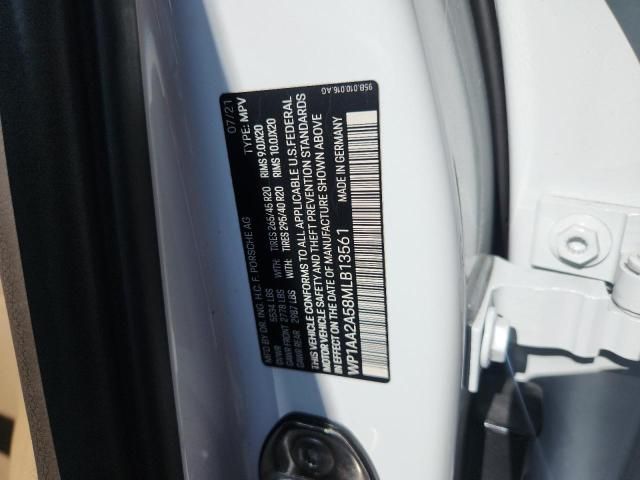 95B.010.016.AG
MFD BY DR. ING. H.C. F. PORSCHE AG 07/21
GVWR 5534 LBS TYPE: MPV
GAWR FRONT 2778 LBS WITH: TIRES 265/45 R20 RIMS 9.0JX20
GAWR REAR 2987 LBS WITH: TIRES 295/40 R20 RIMS 10.0JX20
THIS VEHICLE CONFORMS TO ALL APPLICABLE U.S. FEDERAL
MOTOR VEHICLE SAFETY AND THEFT PREVENTION STANDARDS
IN EFFECT ON THE DATE OF MANUFACTURE SHOWN ABOVE
WP1AA2A58MLB13561 MADE IN GERMANY